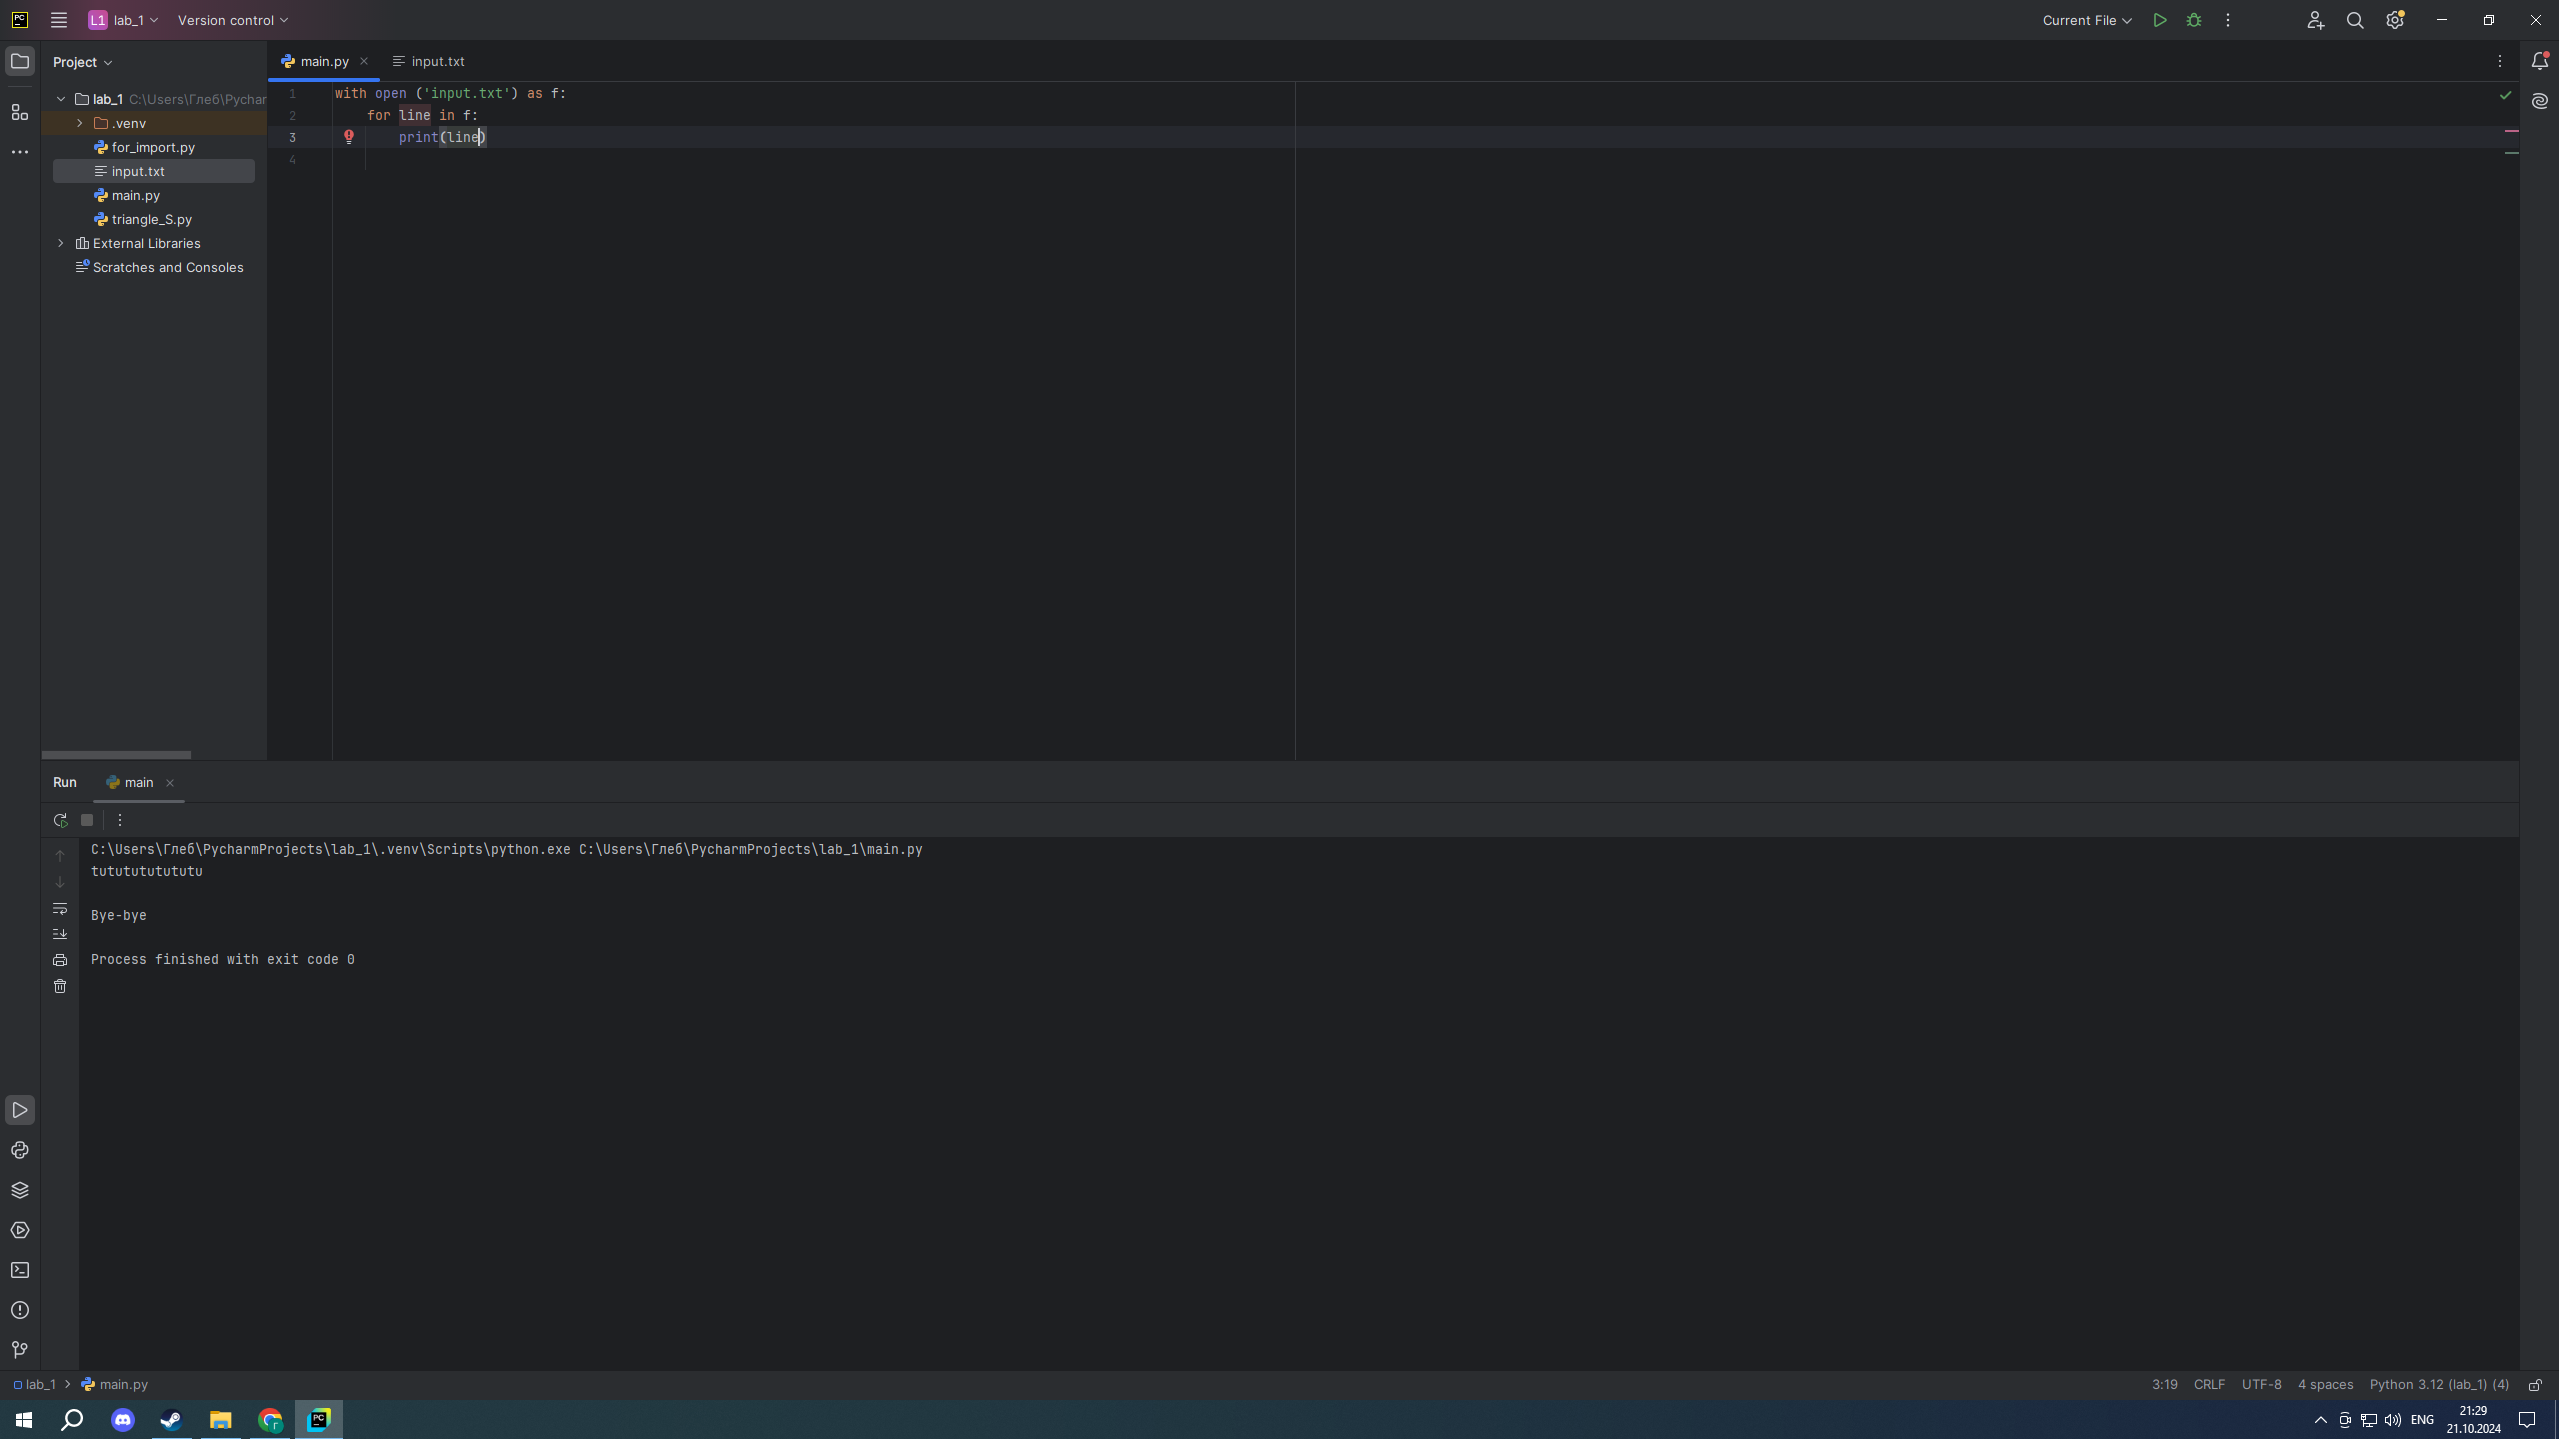 PC L1 lab_1 Version control Current File
Project main.py input.txt
lab_1 C:\Users\Глеб\Pychar
.venv
for_import.py
input.txt
main.py
triangle_S.py
External Libraries
Scratches and Consoles
1 with open ('input.txt') as f:
2 for line in f:
3 print(line)
4
Run main
C:\Users\Глеб\PycharmProjects\lab_1\.venv\Scripts\python.exe C:\Users\Глеб\PycharmProjects\lab_1\main.py
tututututututu
Bye-bye
Process finished with exit code 0
lab_1 main.py 3:19 CRLF UTF-8 4 spaces Python 3.12 (lab_1) (4)
Г PC ENG 21:29
21.10.2024